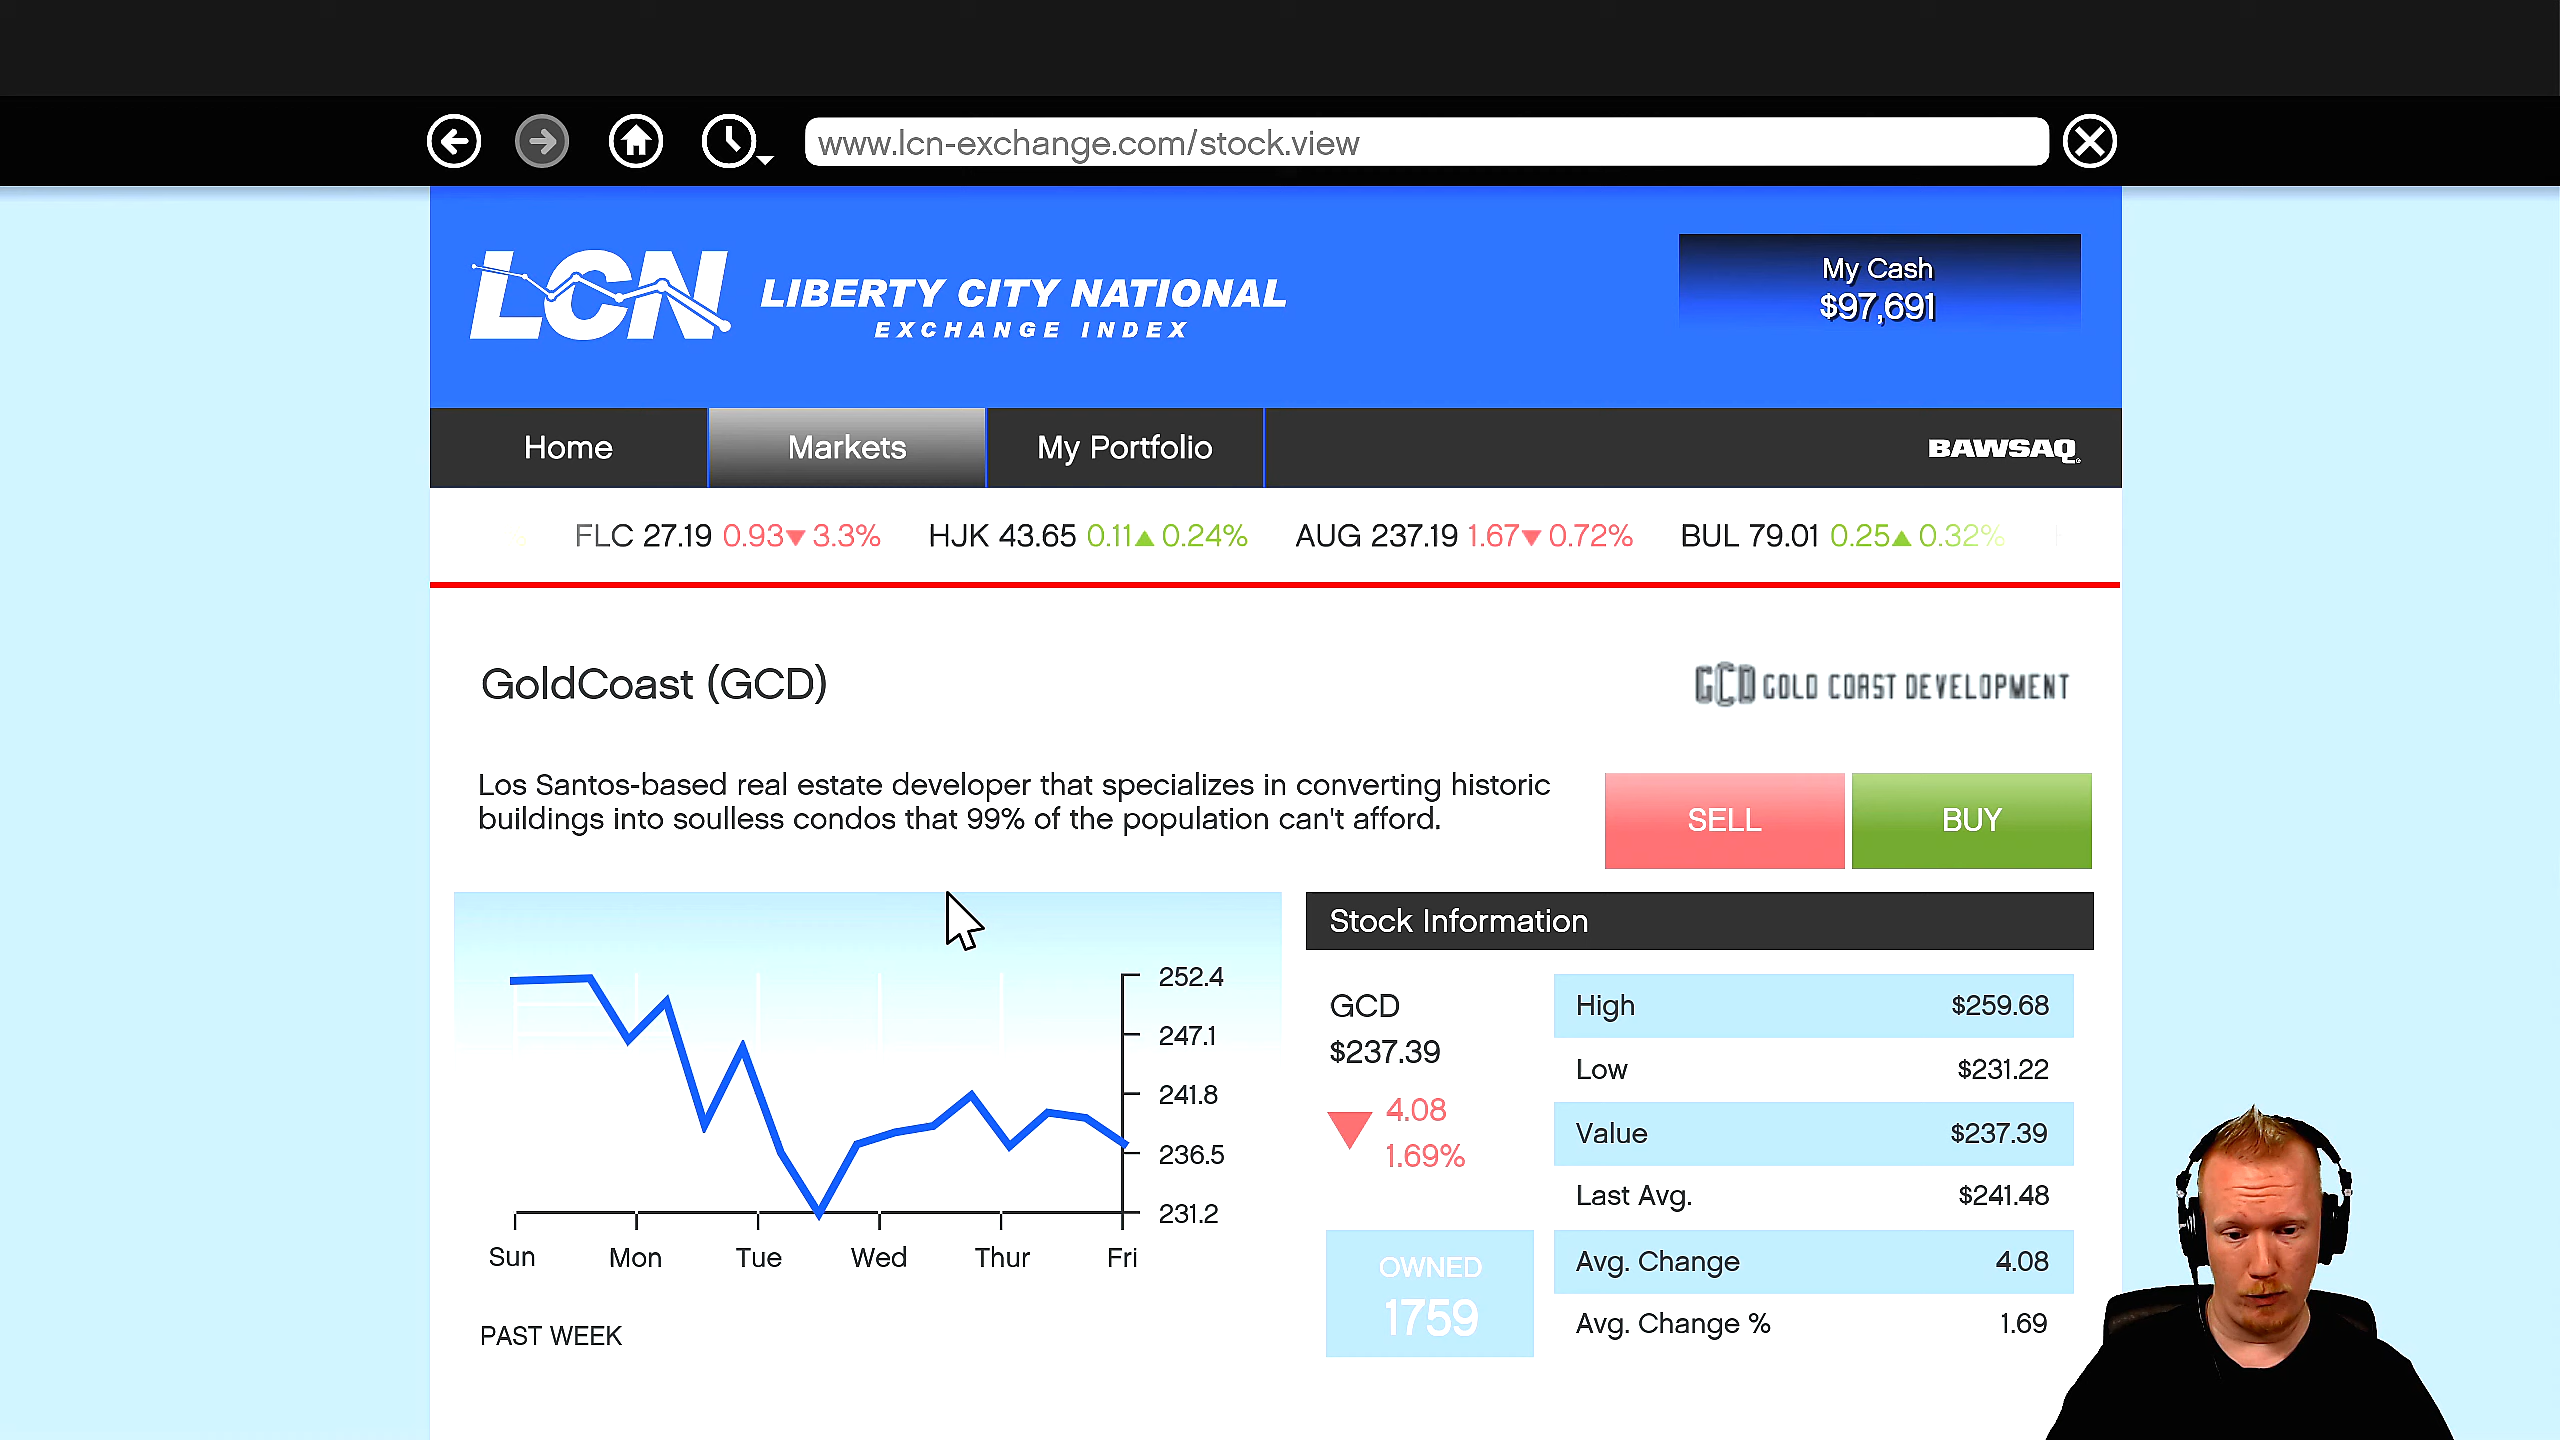 www.lcn-exchange.com/stock.view
LCN LIBERTY CITY NATIONAL
EXCHANGE INDEX
My Cash
$97,691
Home Markets My Portfolio BAWSAQ
FLC 27.19 0.93▼3.3% HJK 43.65 0.11▲0.24% AUG 237.19 1.67▼0.72% BUL 79.01 0.25▲0.32%
GoldCoast (GCD)
GCD GOLD COAST DEVELOPMENT
Los Santos-based real estate developer that specializes in converting historic
buildings into soulless condos that 99% of the population can't afford.
SELL BUY
252.4
247.1
241.8
236.5
231.2
Sun Mon Tue Wed Thur Fri
PAST WEEK
Stock Information
GCD
$237.39
▼ 4.08
1.69%
OWNED
1759
High $259.68
Low $231.22
Value $237.39
Last Avg. $241.48
Avg. Change 4.08
Avg. Change % 1.69